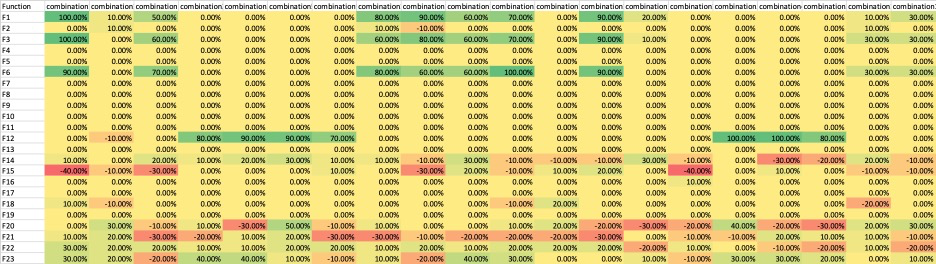 Function combination combination combination combination combination combination combination combination combination combination combination combination combination combination combination combination combination combination combination combination
F1 100.00% 10.00% 50.00% 0.00% 0.00% 0.00% 0.00% 80.00% 90.00% 60.00% 70.00% 0.00% 90.00% 20.00% 0.00% 0.00% 0.00% 0.00% 10.00% 30.00%
F2 0.00% 10.00% 0.00% 0.00% 0.00% 0.00% 0.00% 10.00% -10.00% 0.00% 0.00% 0.00% 0.00% 0.00% 0.00% 0.00% 0.00% 0.00% 10.00% 10.00%
F3 100.00% 0.00% 60.00% 0.00% 0.00% 0.00% 0.00% 60.00% 80.00% 60.00% 70.00% 0.00% 90.00% 10.00% 0.00% 0.00% 0.00% 0.00% 30.00% 30.00%
F4 0.00% 0.00% 0.00% 0.00% 0.00% 0.00% 0.00% 0.00% 0.00% 0.00% 0.00% 0.00% 0.00% 0.00% 0.00% 0.00% 0.00% 0.00% 0.00% 0.00%
F5 0.00% 0.00% 0.00% 0.00% 0.00% 0.00% 0.00% 0.00% 0.00% 0.00% 0.00% 0.00% 0.00% 0.00% 0.00% 0.00% 0.00% 0.00% 0.00% 0.00%
F6 90.00% 0.00% 70.00% 0.00% 0.00% 0.00% 0.00% 80.00% 60.00% 60.00% 100.00% 0.00% 90.00% 0.00% 0.00% 0.00% 0.00% 0.00% 30.00% 30.00%
F7 0.00% 0.00% 0.00% 0.00% 0.00% 0.00% 0.00% 0.00% 0.00% 0.00% 0.00% 0.00% 0.00% 0.00% 0.00% 0.00% 0.00% 0.00% 0.00% 0.00%
F8 0.00% 0.00% 0.00% 0.00% 0.00% 0.00% 0.00% 0.00% 0.00% 0.00% 0.00% 0.00% 0.00% 0.00% 0.00% 0.00% 0.00% 0.00% 0.00% 0.00%
F9 0.00% 0.00% 0.00% 0.00% 0.00% 0.00% 0.00% 0.00% 0.00% 0.00% 0.00% 0.00% 0.00% 0.00% 0.00% 0.00% 0.00% 0.00% 0.00% 0.00%
F10 0.00% 0.00% 0.00% 0.00% 0.00% 0.00% 0.00% 0.00% 0.00% 0.00% 0.00% 0.00% 0.00% 0.00% 0.00% 0.00% 0.00% 0.00% 0.00% 0.00%
F11 0.00% 0.00% 0.00% 0.00% 0.00% 0.00% 0.00% 0.00% 0.00% 0.00% 0.00% 0.00% 0.00% 0.00% 0.00% 0.00% 0.00% 0.00% 0.00% 0.00%
F12 0.00% -10.00% 0.00% 80.00% 90.00% 90.00% 70.00% 0.00% 0.00% 0.00% 0.00% 0.00% 0.00% 0.00% 0.00% 100.00% 100.00% 80.00% 0.00% 0.00%
F13 0.00% 0.00% 0.00% 0.00% 0.00% 0.00% 0.00% 0.00% 0.00% 0.00% 0.00% 0.00% 0.00% 0.00% 0.00% 0.00% 0.00% 0.00% 0.00% 0.00%
F14 10.00% 0.00% 20.00% 10.00% 20.00% 30.00% 10.00% 10.00% -10.00% 30.00% -10.00% -10.00% -10.00% 30.00% -10.00% 0.00% -30.00% -20.00% 20.00% -10.00%
F15 -40.00% -10.00% -30.00% 0.00% 0.00% 0.00% 10.00% 0.00% -30.00% 20.00% -10.00% 10.00% 20.00% 0.00% -40.00% 0.00% 10.00% 0.00% -10.00% -10.00%
F16 0.00% 0.00% 0.00% 0.00% 0.00% 0.00% 0.00% 0.00% 0.00% 0.00% 0.00% 0.00% 0.00% 0.00% 10.00% 0.00% 0.00% 0.00% 0.00% 0.00%
F17 0.00% 0.00% 0.00% 0.00% 0.00% 0.00% 0.00% 0.00% 0.00% 0.00% 0.00% 0.00% 0.00% 0.00% 0.00% 0.00% 0.00% 0.00% 0.00% 0.00%
F18 10.00% -10.00% 0.00% 0.00% 0.00% 0.00% 0.00% 0.00% 0.00% 0.00% -10.00% 20.00% 0.00% 0.00% 0.00% 0.00% 0.00% 0.00% -20.00% 0.00%
F19 0.00% 0.00% 0.00% 0.00% 0.00% 0.00% 0.00% 0.00% 0.00% 0.00% 0.00% 0.00% 0.00% 0.00% 0.00% 0.00% 0.00% 0.00% 0.00% 0.00%
F20 0.00% 30.00% -10.00% 10.00% -30.00% 50.00% -10.00% 10.00% 0.00% 0.00% 10.00% 10.00% -20.00% -30.00% -20.00% 40.00% -20.00% -30.00% 20.00% 30.00%
F21 10.00% 20.00% -30.00% -20.00% 10.00% 20.00% -30.00% -30.00% -10.00% -20.00% -20.00% -20.00% -30.00% 0.00% 0.00% -10.00% 0.00% 20.00% 10.00% 0.00%
F22 30.00% 20.00% 20.00% 10.00% 10.00% 20.00% 20.00% 20.00% 10.00% 20.00% 10.00% 10.00% 10.00% -20.00% 10.00% 0.00% 10.00% -20.00% 20.00% 20.00%
F23 30.00% 20.00% -20.00% 40.00% 40.00% 10.00% -10.00% 10.00% -20.00% 40.00% 30.00% 0.00% 10.00% 10.00% -10.00% 30.00% 30.00% 20.00% 10.00% 10.00%